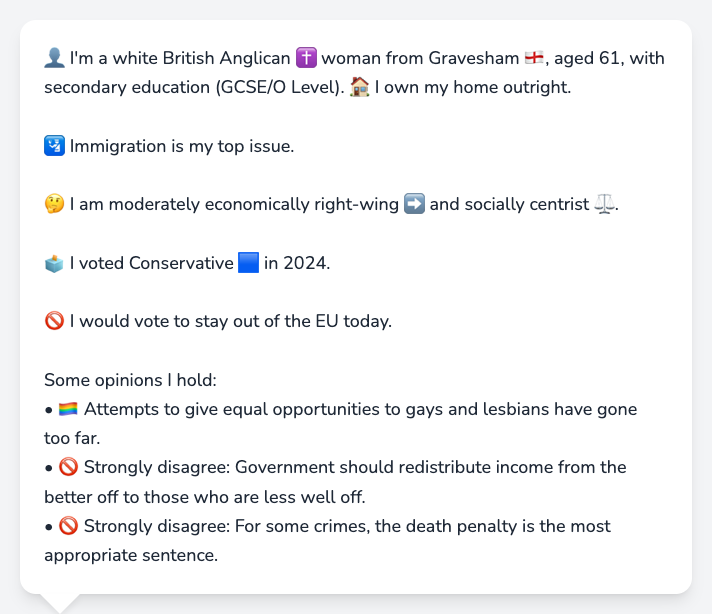 👤 I'm a white British Anglican ✝️ woman from Gravesham 🏴󠁧󠁢󠁥󠁮󠁧󠁿, aged 61, with
secondary education (GCSE/O Level). 🏠 I own my home outright.
🛂 Immigration is my top issue.
🤔 I am moderately economically right-wing ➡️ and socially centrist ⚖️.
🗳️ I voted Conservative 🟦 in 2024.
🚫 I would vote to stay out of the EU today.
Some opinions I hold:
• 🏳️‍🌈 Attempts to give equal opportunities to gays and lesbians have gone
too far.
• 🚫 Strongly disagree: Government should redistribute income from the
better off to those who are less well off.
• 🚫 Strongly disagree: For some crimes, the death penalty is the most
appropriate sentence.